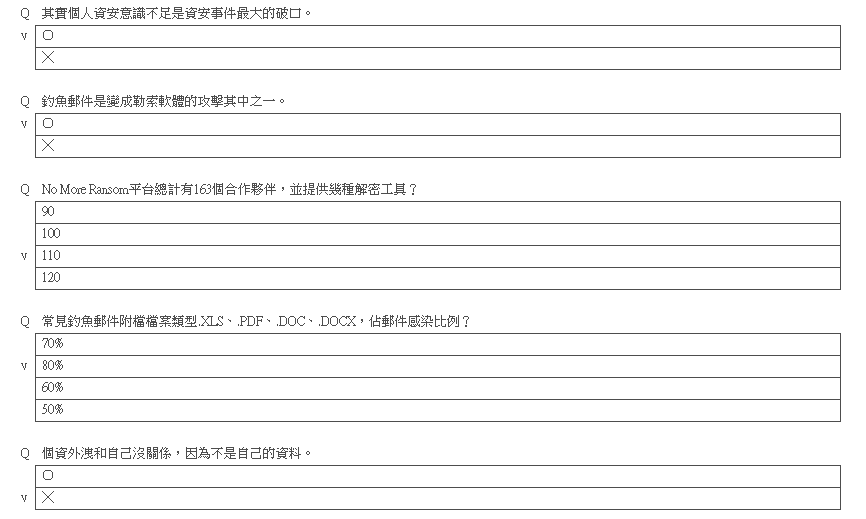 Q 其實個人資安意識不足是資安事件最大的破口。
v ○
╳
Q 釣魚郵件是變成勒索軟體的攻擊其中之一。
v ○
╳
Q No More Ransom平台總計有163個合作夥伴，並提供幾種解密工具？
90
100
v 110
120
Q 常見釣魚郵件附檔檔案類型.XLS、.PDF、.DOC、.DOCX，佔郵件感染比例？
70%
v 80%
60%
50%
Q 個資外洩和自己沒關係，因為不是自己的資料。
○
v ╳